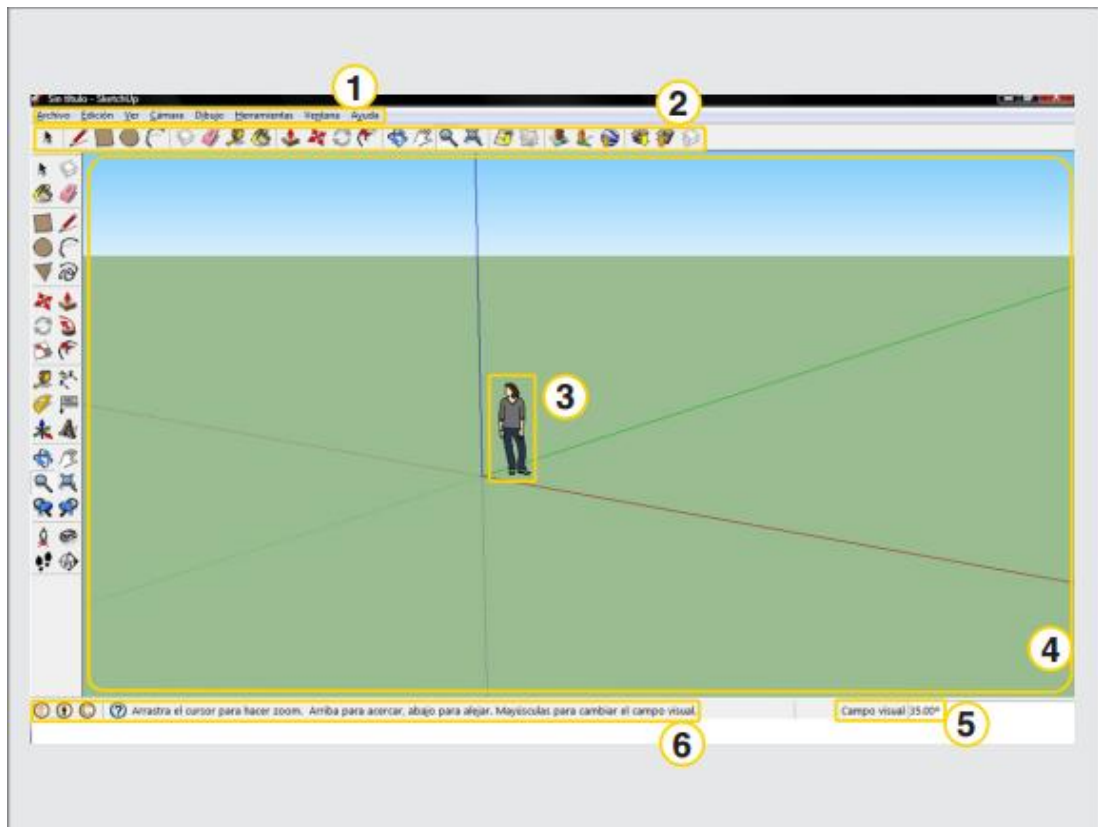 1
2
Sin título - SketchUp
Archivo Edición Ver Cámara Dibujo Herramientas Ventana Ayuda
3
4
Arrastra el cursor para hacer zoom. Arriba para acercar, abajo para alejar. Mayúsculas para cambiar el campo visual.
Campo visual 35.00º
5
6